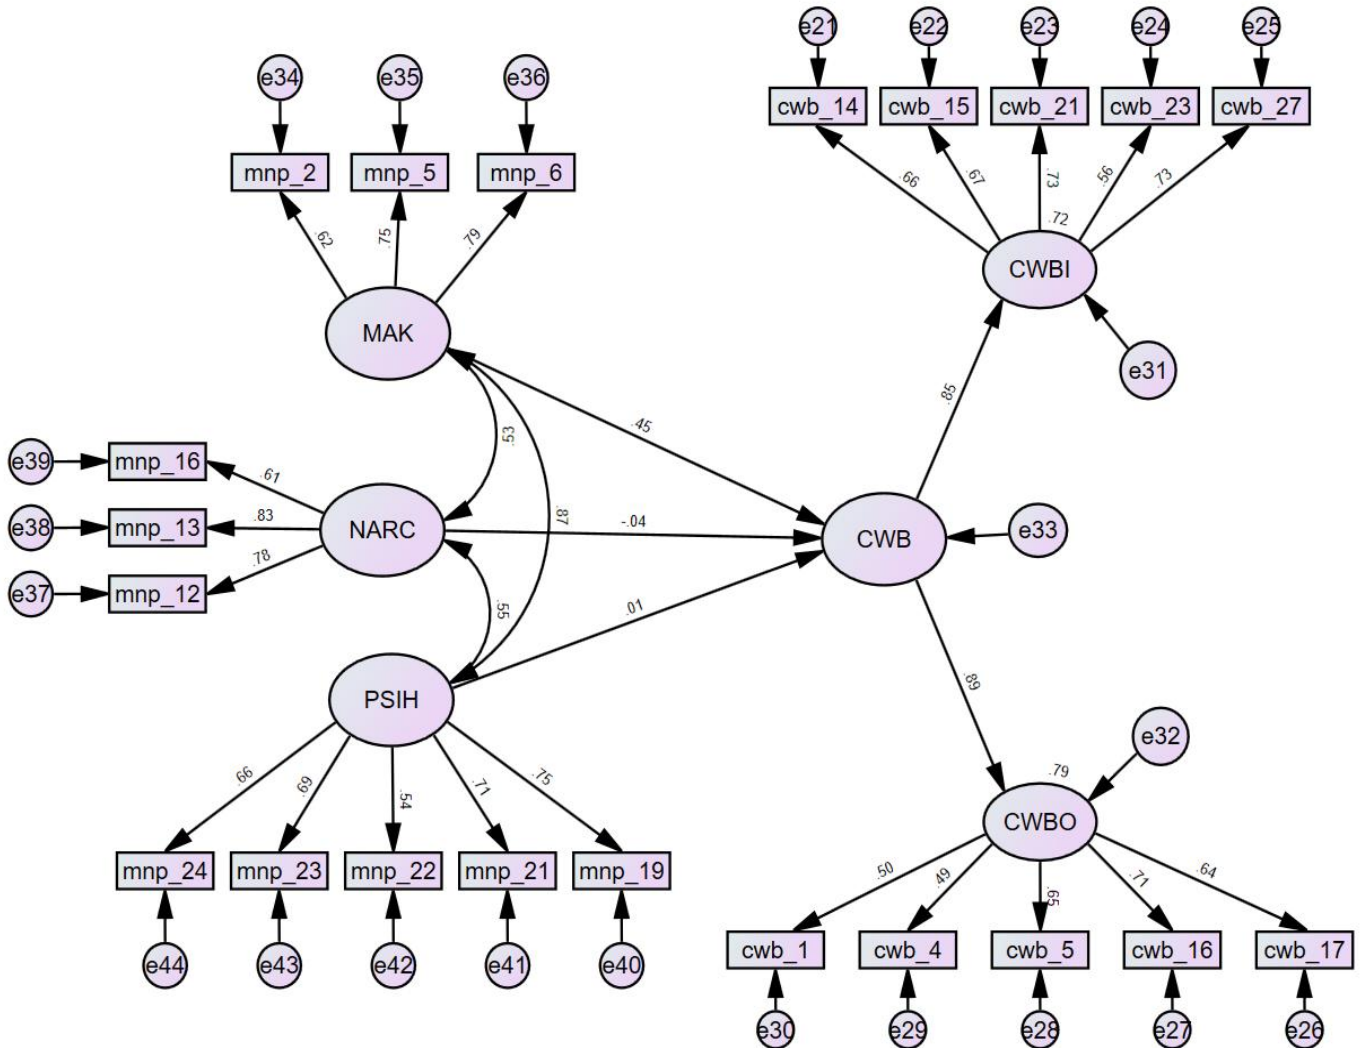 e21 e22 e23 e24 e25
e34 e35 e36
cwb_14 cwb_15 cwb_21 cwb_23 cwb_27
mnp_2 mnp_5 mnp_6
.66 .67 .73 .56 .73
.72
.62 .75 .79
CWBI
MAK
e31
.85
.45
.53
e39 mnp_16 .61
.87
e38 mnp_13 .83 NARC -.04 CWB e33
.78
e37 mnp_12
.55 .01
.89
PSIH
e32
.66 .69 .54 .71 .75
.79
CWBO
mnp_24 mnp_23 mnp_22 mnp_21 mnp_19
.50 .49 .65 .71 .64
cwb_1 cwb_4 cwb_5 cwb_16 cwb_17
e44 e43 e42 e41 e40
e30 e29 e28 e27 e26